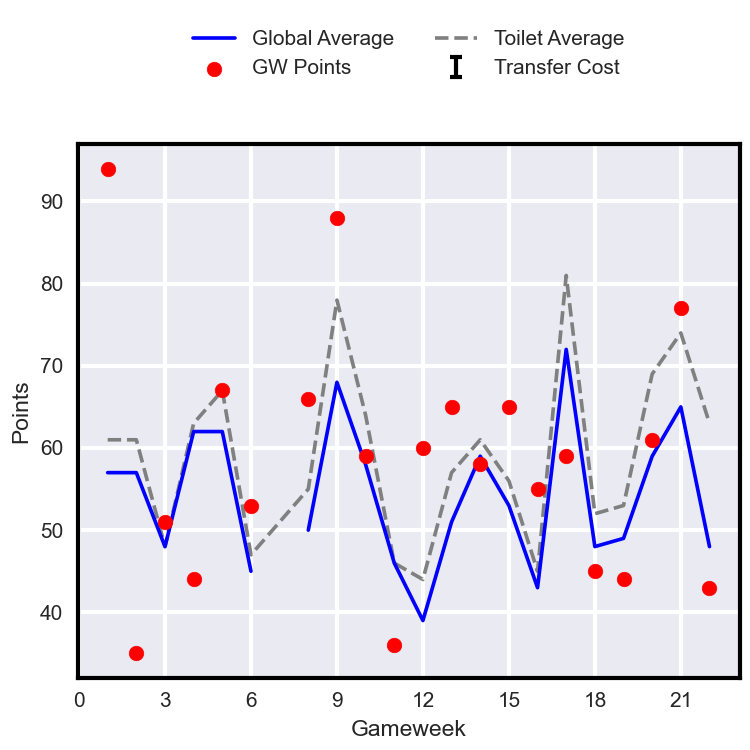 Global Average
Toilet Average
GW Points
Transfer Cost
90
80
70
60
50
40
Points
0 3 6 9 12 15 18 21
Gameweek